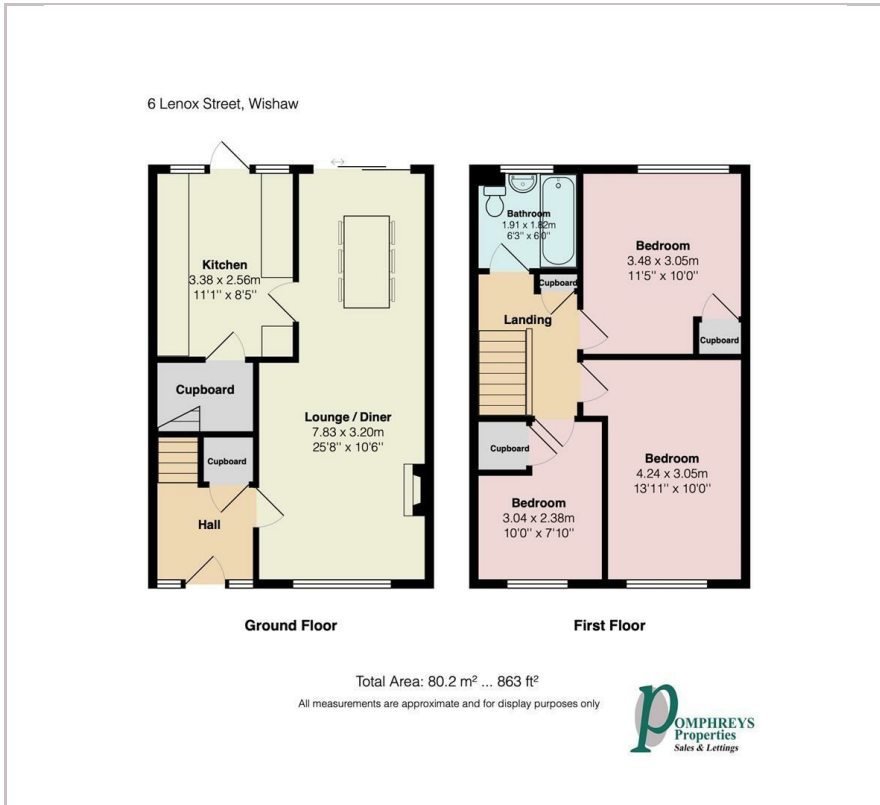 6 Lenox Street, Wishaw
Kitchen
3.38 x 2.56m
11'1" x 8'5"
Cupboard
Cupboard
Hall
Lounge / Diner
7.83 x 3.20m
25'8" x 10'6"
Ground Floor
Bathroom
1.91 x 1.82m
6'3" x 6'0"
Cupboard
Landing
Bedroom
3.48 x 3.05m
11'5" x 10'0"
Cupboard
Cupboard
Bedroom
3.04 x 2.38m
10'0" x 7'10"
Bedroom
4.24 x 3.05m
13'11" x 10'0"
First Floor
Total Area: 80.2 m² ... 863 ft²
All measurements are approximate and for display purposes only
POMPHREYS
Properties
Sales & Lettings